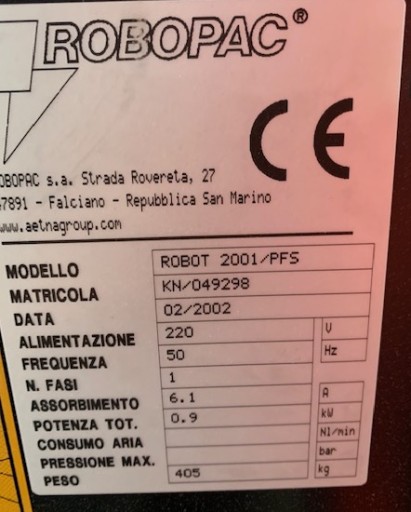 ROBOPAC®
CE
OBOPAC s.a. Strada Rovereta, 27
47891 - Falciano - Repubblica San Marino
www.aetnagroup.com
MODELLO ROBOT 2001/PFS
MATRICOLA KN/049298
DATA 02/2002
ALIMENTAZIONE 220 V
FREQUENZA 50 Hz
N. FASI 1
ASSORBIMENTO 6.1 A
POTENZA TOT. 0.9 kW
CONSUMO ARIA Nl/min
PRESSIONE MAX. bar
PESO 405 kg